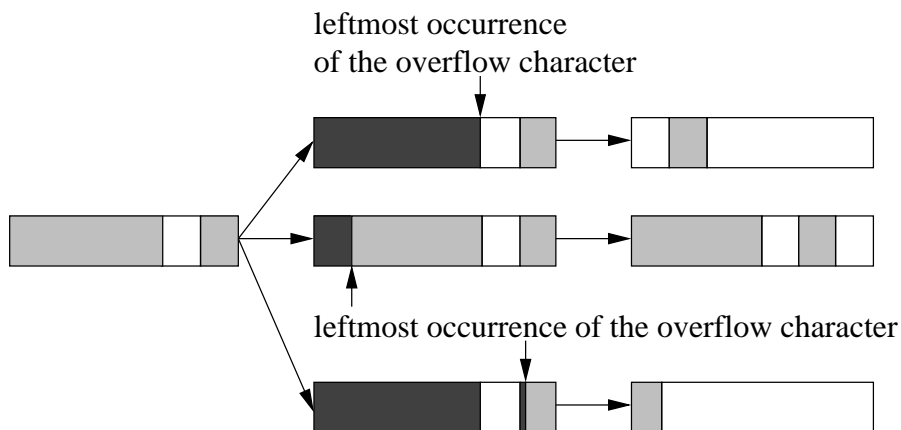 leftmost occurrence
of the overflow character
leftmost occurrence of the overflow character